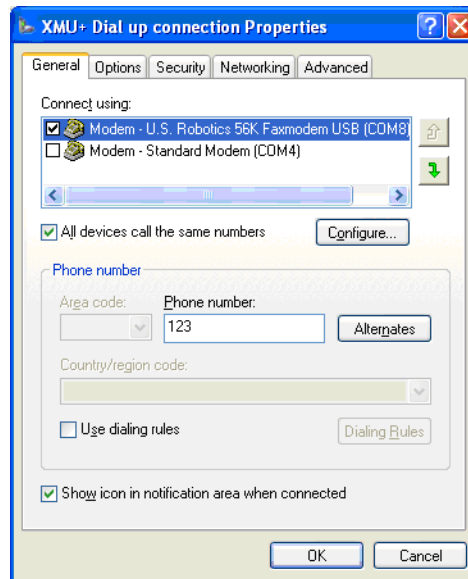 XMU+ Dial up connection Properties
General Options Security Networking Advanced
Connect using:
Modem - U.S. Robotics 56K Faxmodem USB (COM8)
Modem - Standard Modem (COM4)
All devices call the same numbers Configure...
Phone number
Area code: Phone number:
123 Alternates
Country/region code:
Use dialing rules Dialing Rules
Show icon in notification area when connected
OK Cancel